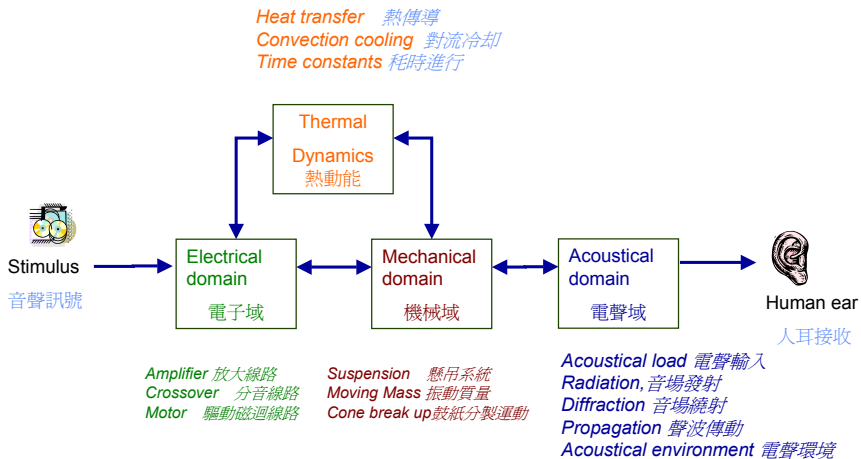 Heat transfer 熱傳導
Convection cooling 對流冷却
Time constants 秏時進行
Thermal
Dynamics
熱動能
Stimulus
音聲訊號
Electrical
domain
電子域
Mechanical
domain
機械域
Acoustical
domain
電聲域
Human ear
人耳接收
Amplifier 放大線路
Crossover 分音線路
Motor 驅動磁迴線路
Suspension 懸吊系統
Moving Mass 振動質量
Cone break up鼓紙分製運動
Acoustical load 電聲輸入
Radiation,音場發射
Diffraction 音場繞射
Propagation 聲波傳動
Acoustical environment 電聲環境